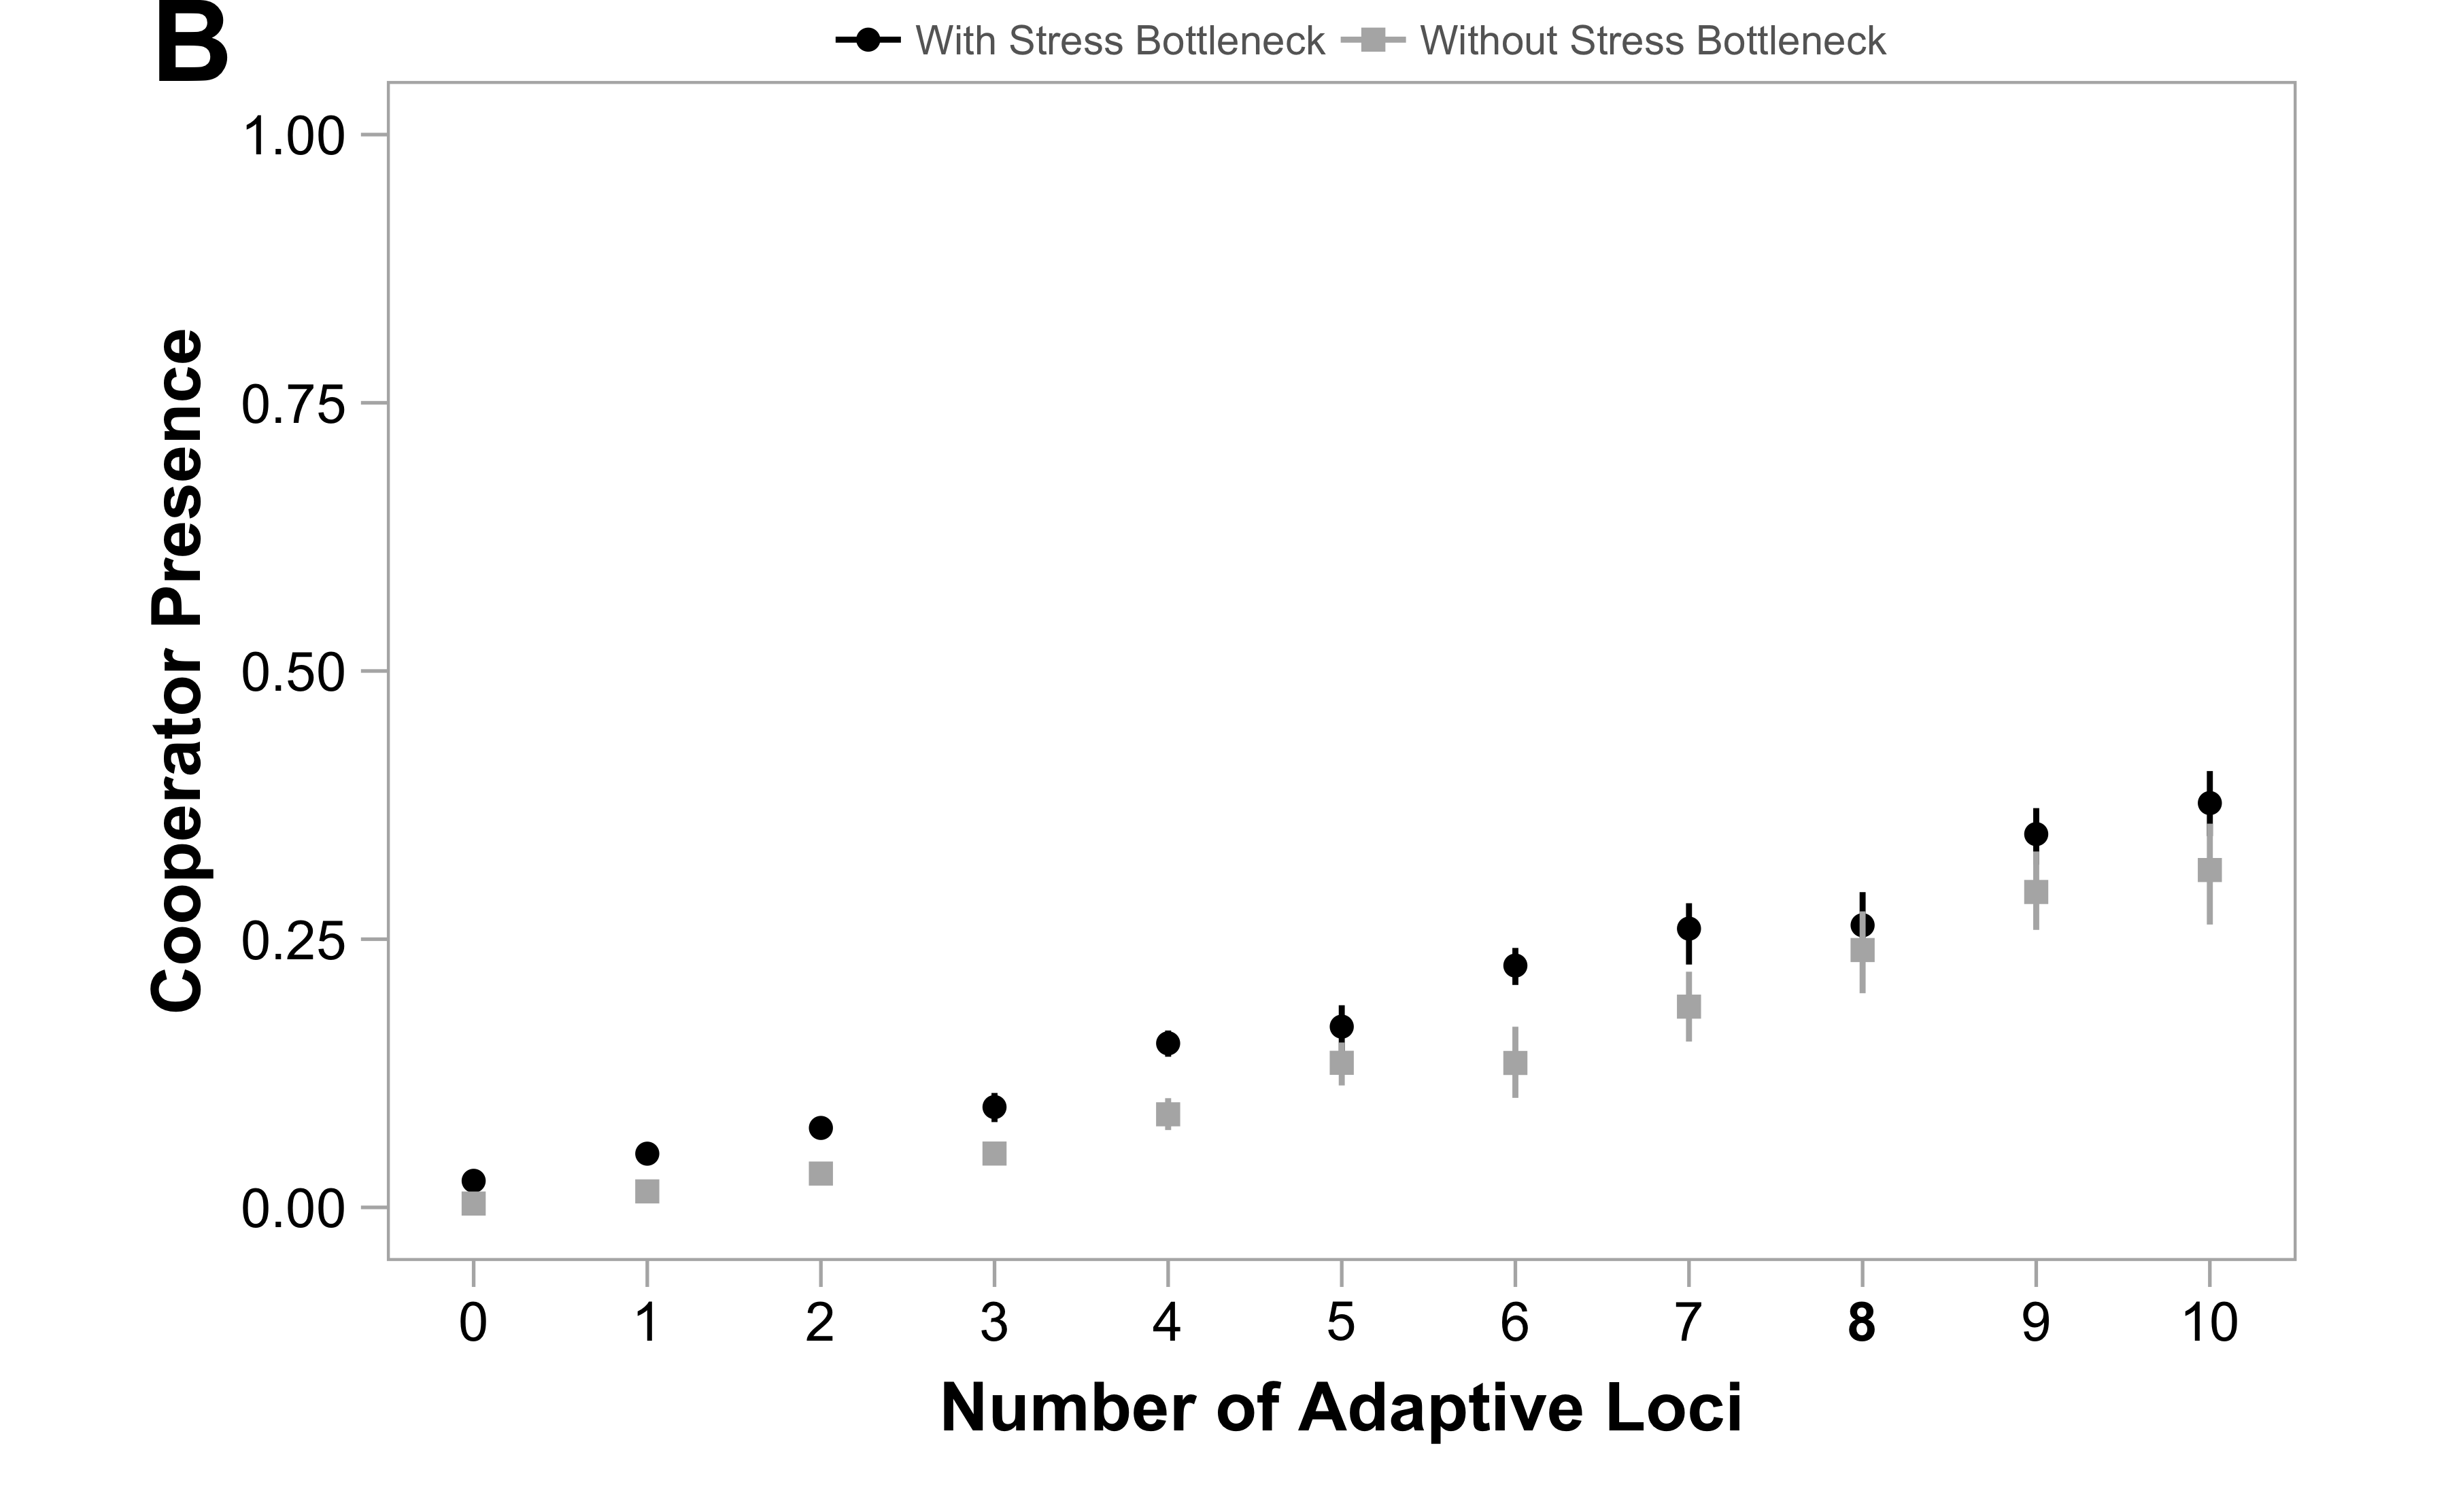 B
With Stress Bottleneck Without Stress Bottleneck
1.00
0.75
0.50
0.25
0.00
Cooperator Presence
0 1 2 3 4 5 6 7 8 9 10
Number of Adaptive Loci